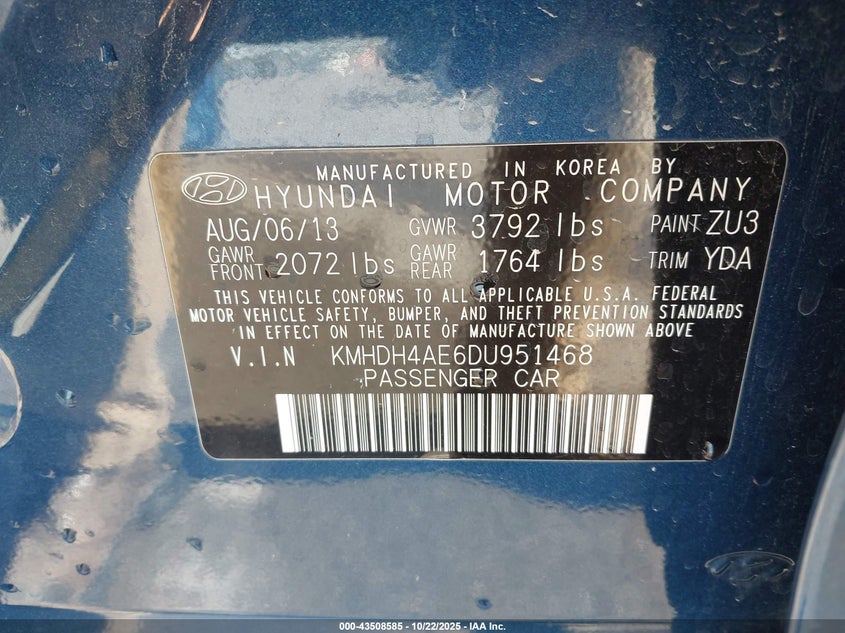 MANUFACTURED IN KOREA BY
HYUNDAI MOTOR COMPANY
AUG/06/13 GVWR 3792 lbs PAINT ZU3
GAWR FRONT 2072 lbs GAWR REAR 1764 lbs TRIM YDA
THIS VEHICLE CONFORMS TO ALL APPLICABLE U.S.A. FEDERAL
MOTOR VEHICLE SAFETY, BUMPER, AND THEFT PREVENTION STANDARDS
IN EFFECT ON THE DATE OF MANUFACTURE SHOWN ABOVE
V.I.N KMHDH4AE6DU951468
PASSENGER CAR
000-43508585 - 10/22/2025 - IAA Inc.